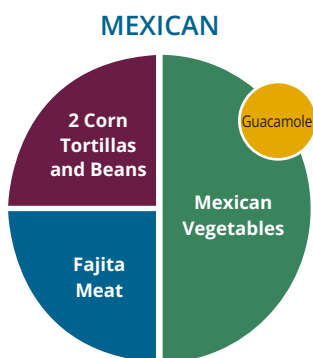 MEXICAN
2 Corn
Tortillas
and Beans
Guacamole
Mexican
Vegetables
Fajita
Meat